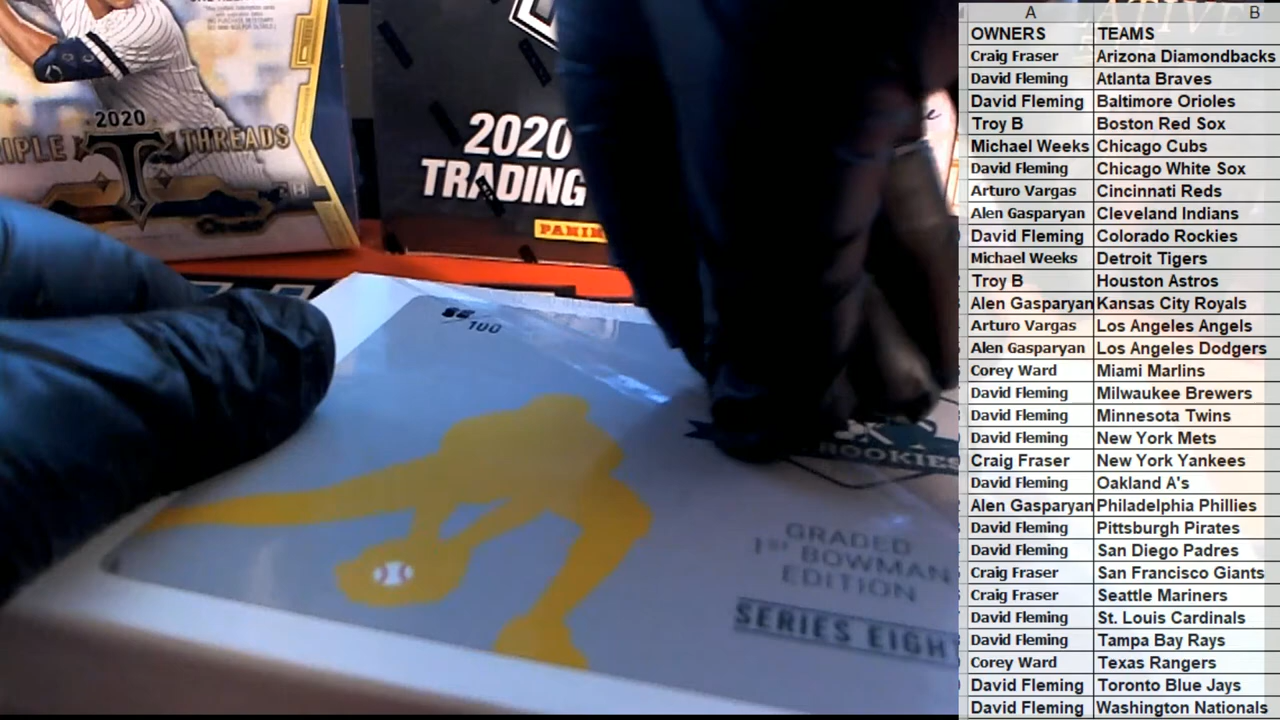 2020
THREADS
2020
TRADING
PANINI
/100
ROOKIES
GRADED
1ST BOWMAN
EDITION
SERIES EIGHT
A B
OWNERS TEAMS
Craig Fraser Arizona Diamondbacks
David Fleming Atlanta Braves
David Fleming Baltimore Orioles
Troy B Boston Red Sox
Michael Weeks Chicago Cubs
David Fleming Chicago White Sox
Arturo Vargas Cincinnati Reds
Alen Gasparyan Cleveland Indians
David Fleming Colorado Rockies
Michael Weeks Detroit Tigers
Troy B Houston Astros
Alen Gasparyan Kansas City Royals
Arturo Vargas Los Angeles Angels
Alen Gasparyan Los Angeles Dodgers
Corey Ward Miami Marlins
David Fleming Milwaukee Brewers
David Fleming Minnesota Twins
David Fleming New York Mets
Craig Fraser New York Yankees
David Fleming Oakland A's
Alen Gasparyan Philadelphia Phillies
David Fleming Pittsburgh Pirates
David Fleming San Diego Padres
Craig Fraser San Francisco Giants
Craig Fraser Seattle Mariners
David Fleming St. Louis Cardinals
David Fleming Tampa Bay Rays
Corey Ward Texas Rangers
David Fleming Toronto Blue Jays
David Fleming Washington Nationals